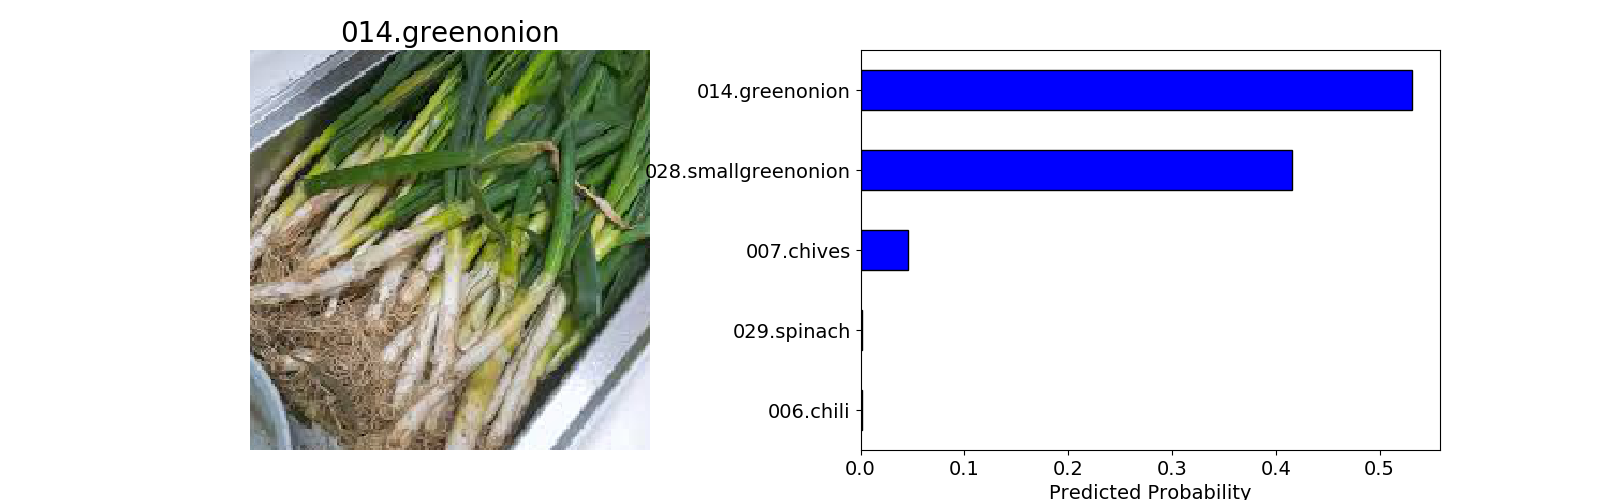 014.greenonion
014.greenonion
028.smallgreenonion
007.chives
029.spinach
006.chili
0.0 0.1 0.2 0.3 0.4 0.5
Predicted Probability